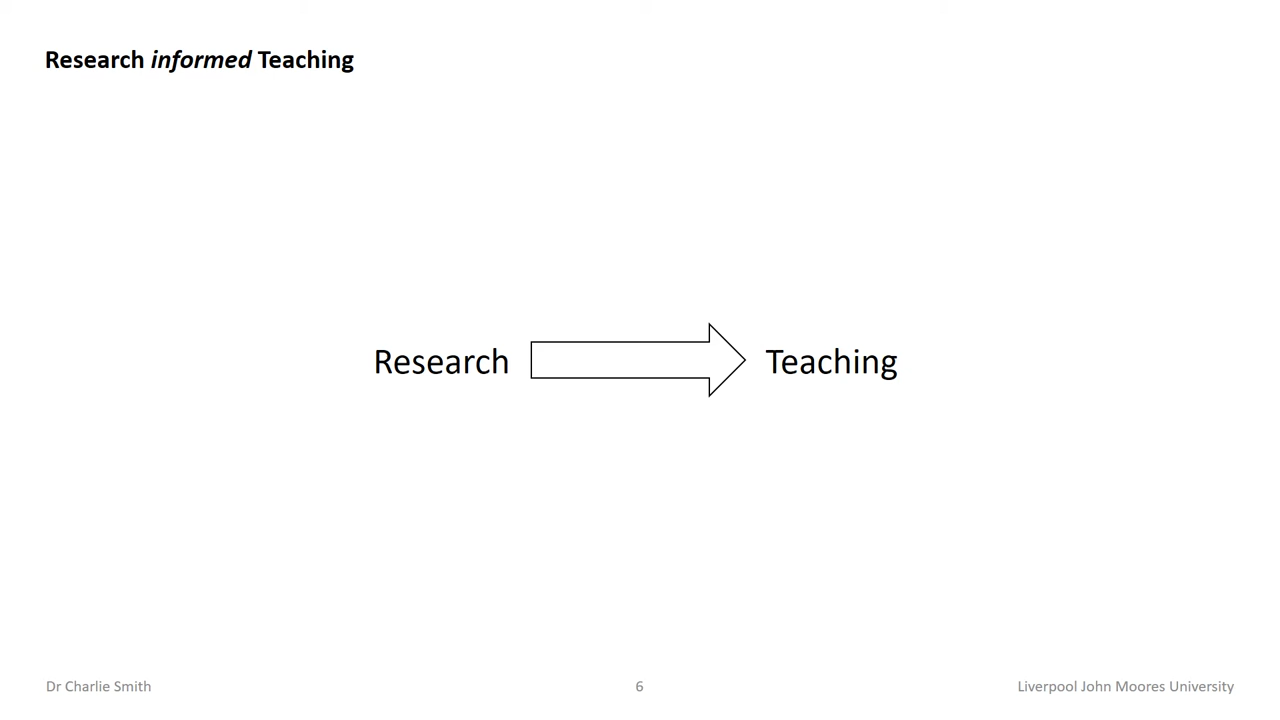 Research informed Teaching
Research Teaching
Dr Charlie Smith 6 Liverpool John Moores University